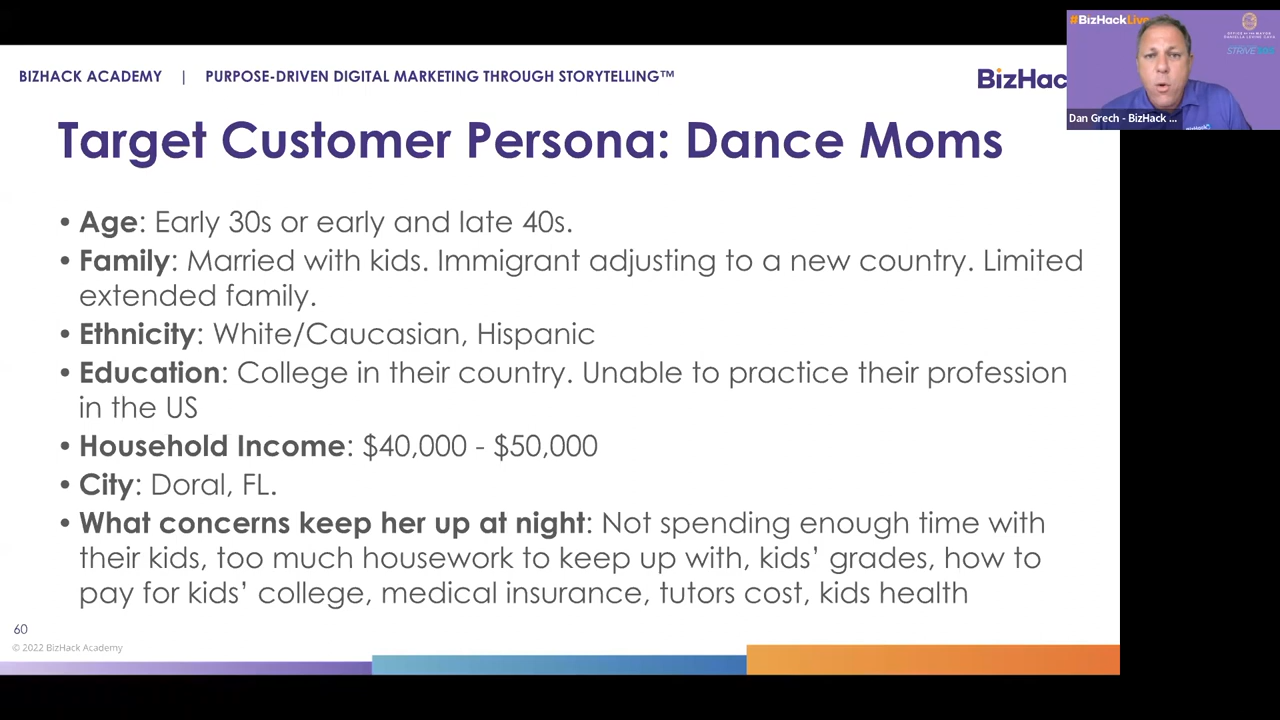 BIZHACK ACADEMY | PURPOSE-DRIVEN DIGITAL MARKETING THROUGH STORYTELLING™
BizHac
#BizHackLive
Dan Grech - BizHack ...
Target Customer Persona: Dance Moms
• Age: Early 30s or early and late 40s.
• Family: Married with kids. Immigrant adjusting to a new country. Limited
extended family.
• Ethnicity: White/Caucasian, Hispanic
• Education: College in their country. Unable to practice their profession
in the US
• Household Income: $40,000 - $50,000
• City: Doral, FL.
• What concerns keep her up at night: Not spending enough time with
their kids, too much housework to keep up with, kids’ grades, how to
pay for kids’ college, medical insurance, tutors cost, kids health
60
© 2022 BizHack Academy